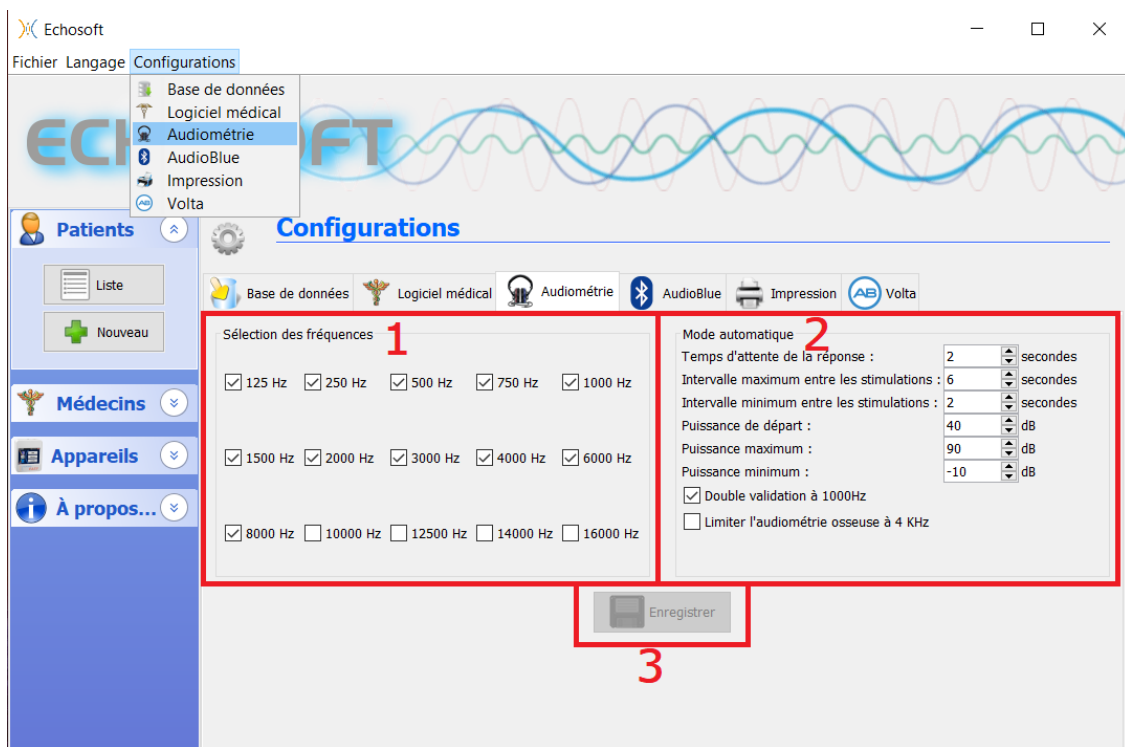 Echosoft
Fichier Langage Configurations
Base de données
Logiciel médical
Audiométrie
AudioBlue
Impression
Volta
Patients
Liste
Nouveau
Médecins
Appareils
À propos...
Configurations
Base de données Logiciel médical Audiométrie AudioBlue Impression AB Volta
Sélection des fréquences 1
125 Hz 250 Hz 500 Hz 750 Hz 1000 Hz
1500 Hz 2000 Hz 3000 Hz 4000 Hz 6000 Hz
8000 Hz 10000 Hz 12500 Hz 14000 Hz 16000 Hz
Mode automatique 2
Temps d'attente de la réponse : 2 secondes
Intervalle maximum entre les stimulations : 6 secondes
Intervalle minimum entre les stimulations : 2 secondes
Puissance de départ : 40 dB
Puissance maximum : 90 dB
Puissance minimum : -10 dB
Double validation à 1000Hz
Limiter l'audiométrie osseuse à 4 KHz
Enregistrer
3